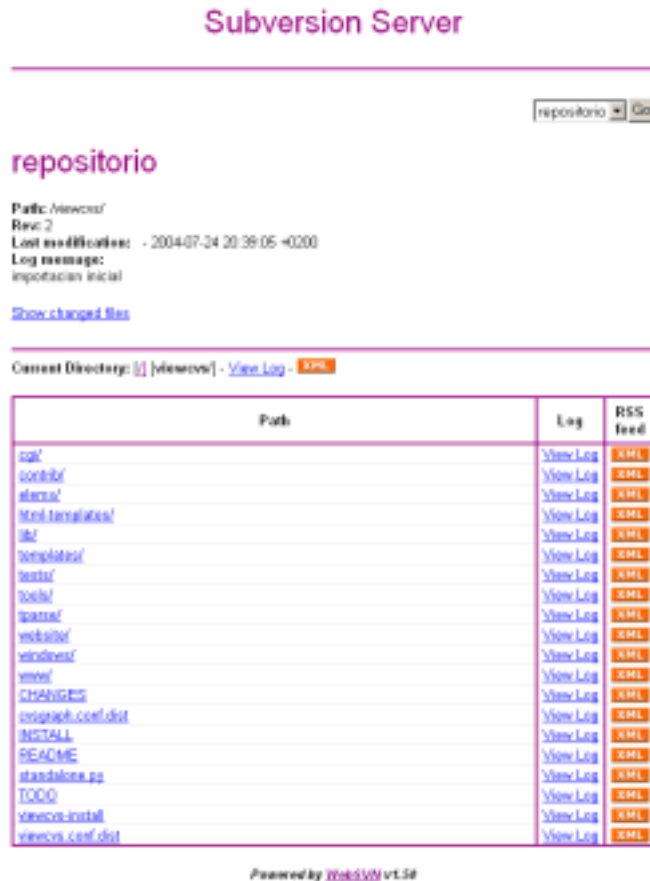 Subversion Server
repositorio Go
repositorio
Path: /viewcvs/
Rev: 2
Last modification: - 2004-07-24 20:39:05 +0200
Log message:
importacion inicial
Show changed files
Current Directory: [/] [viewcvs/] - View Log - XML
Path Log RSS feed
cgi/ View Log XML
contrib/ View Log XML
elemx/ View Log XML
html-templates/ View Log XML
lib/ View Log XML
templates/ View Log XML
tests/ View Log XML
tools/ View Log XML
tparse/ View Log XML
website/ View Log XML
windows/ View Log XML
www/ View Log XML
CHANGES View Log XML
cvsgraph.conf.dist View Log XML
INSTALL View Log XML
README View Log XML
standalone.py View Log XML
TODO View Log XML
viewcvs-install View Log XML
viewcvs.conf.dist View Log XML
Powered by WebSVN v1.50